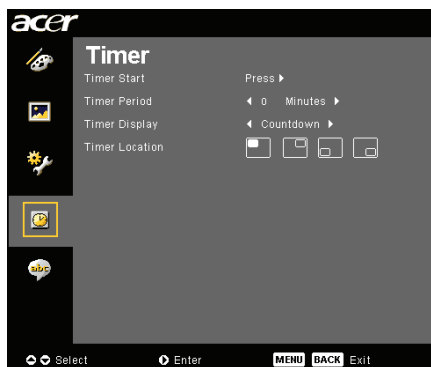 acer
Timer
Timer Start Press
Timer Period 0 Minutes
Timer Display Countdown
Timer Location
abc
Select Enter MENU BACK Exit